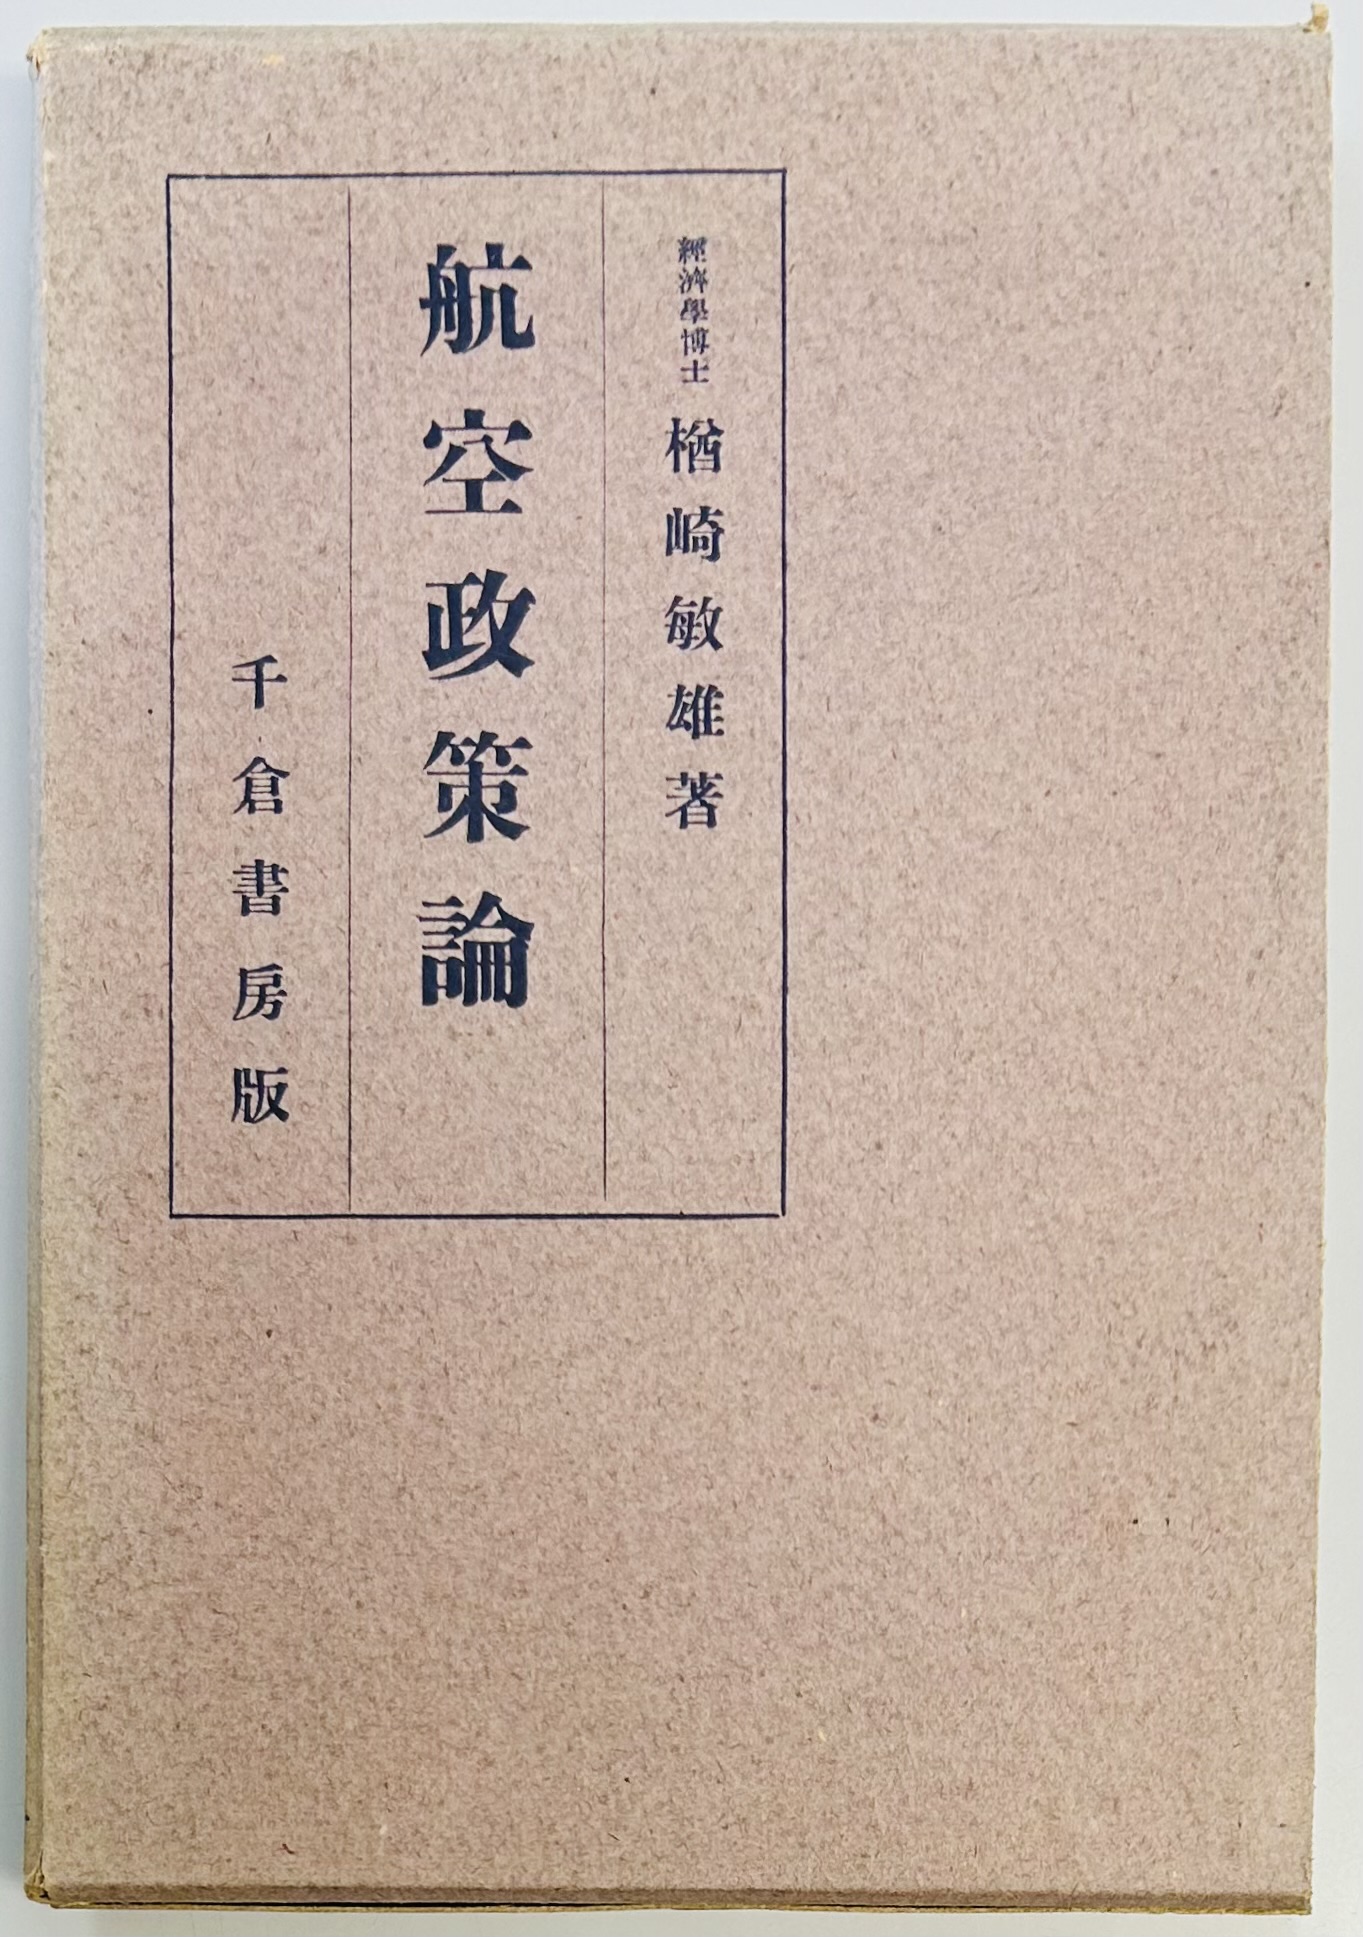 經濟學博士 楢崎敏雄著
航空政策論
千倉書房版